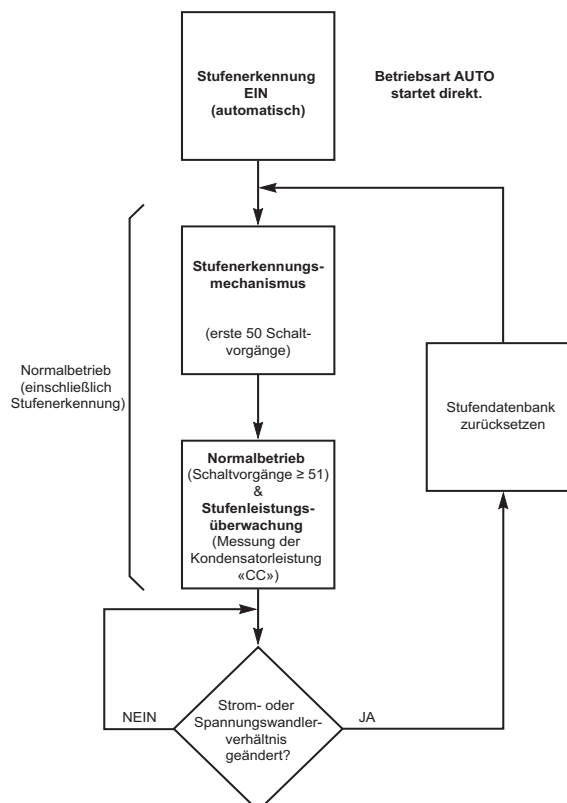 Stufenerkennung
EIN
(automatisch)
Betriebsart AUTO
startet direkt.
Stufenerkennungs-
mechanismus
(erste 50 Schalt-
vorgänge)
Normalbetrieb
(einschließlich
Stufenerkennung)
Stufendatenbank
zurücksetzen
Normalbetrieb
(Schaltvorgänge ≥ 51)
&
Stufenleistungs-
überwachung
(Messung der
Kondensatorleistung
«CC»)
Strom- oder
Spannungswandler-
verhältnis
geändert?
NEIN
JA